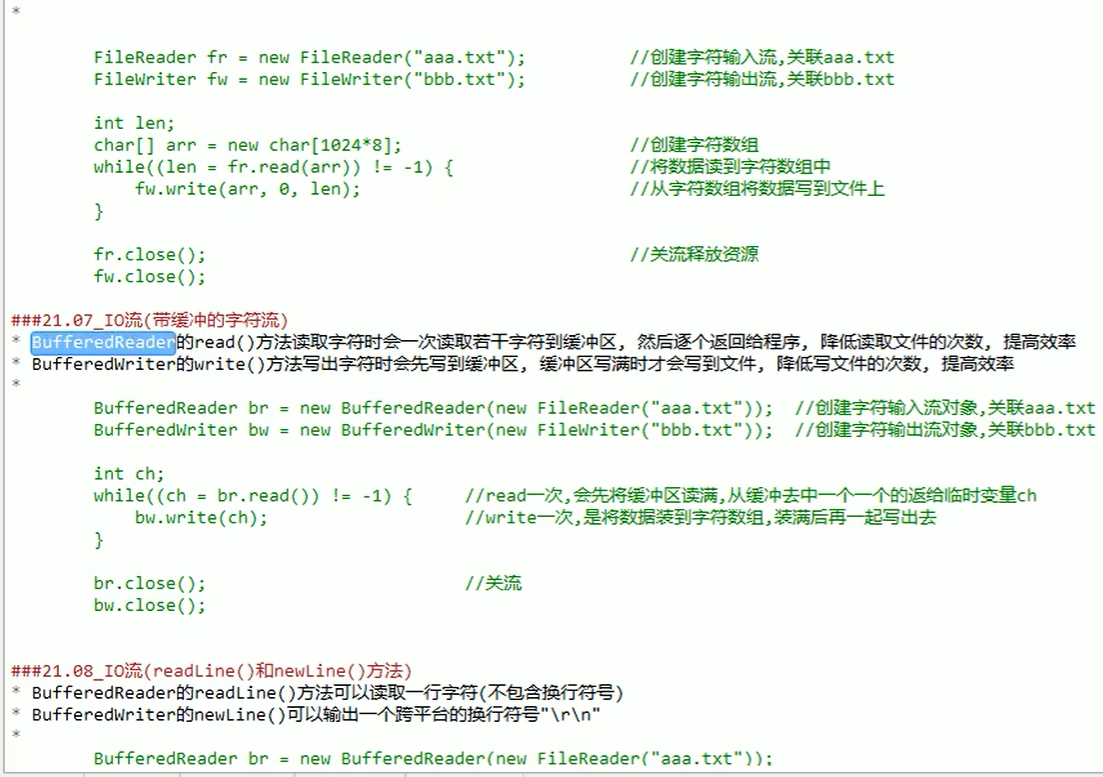 *
FileReader fr = new FileReader("aaa.txt"); //创建字符输入流,关联aaa.txt
FileWriter fw = new FileWriter("bbb.txt"); //创建字符输出流,关联bbb.txt
int len;
char[] arr = new char[1024*8]; //创建字符数组
while((len = fr.read(arr)) != -1) { //将数据读到字符数组中
fw.write(arr, 0, len); //从字符数组将数据写到文件上
}
fr.close(); //关流释放资源
fw.close();
###21.07_IO流(带缓冲的字符流)
* BufferedReader的read()方法读取字符时会一次读取若干字符到缓冲区, 然后逐个返回给程序, 降低读取文件的次数, 提高效率
* BufferedWriter的write()方法写出字符时会先写到缓冲区, 缓冲区写满时才会写到文件, 降低写文件的次数, 提高效率
*
BufferedReader br = new BufferedReader(new FileReader("aaa.txt")); //创建字符输入流对象,关联aaa.txt
BufferedWriter bw = new BufferedWriter(new FileWriter("bbb.txt")); //创建字符输出流对象,关联bbb.txt
int ch;
while((ch = br.read()) != -1) { //read一次,会先将缓冲区读满,从缓冲去中一个一个的返给临时变量ch
bw.write(ch); //write一次,是将数据装到字符数组,装满后再一起写出去
}
br.close(); //关流
bw.close();
###21.08_IO流(readLine()和newLine()方法)
* BufferedReader的readLine()方法可以读取一行字符(不包含换行符号)
* BufferedWriter的newLine()可以输出一个跨平台的换行符号"\r\n"
*
BufferedReader br = new BufferedReader(new FileReader("aaa.txt"));